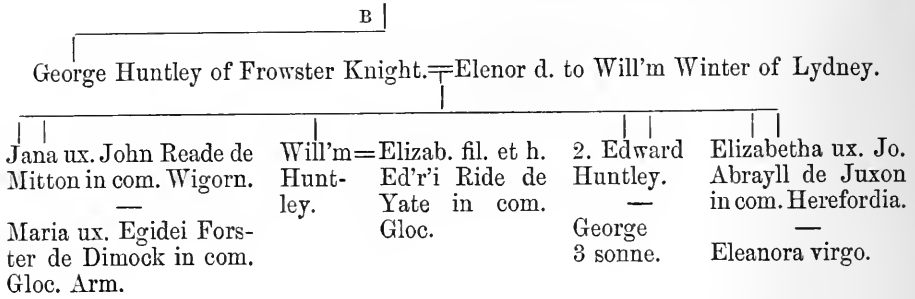 B
George Huntley of Frowster Knight.=Elenor d. to Will'm Winter of Lydney.
Jana ux. John Reade de
Mitton in com. Wigorn.
—
Maria ux. Egidei Fors-
ter de Dimock in com.
Gloc. Arm.
Will'm=
Hunt-
ley.
Elizab. fil. et h.
Ed'r'i Ride de
Yate in com.
Gloc.
2. Edward
Huntley.
—
George
3 sonne.
Elizabetha ux. Jo.
Abrayll de Juxon
in com. Herefordia.
—
Eleanora virgo.